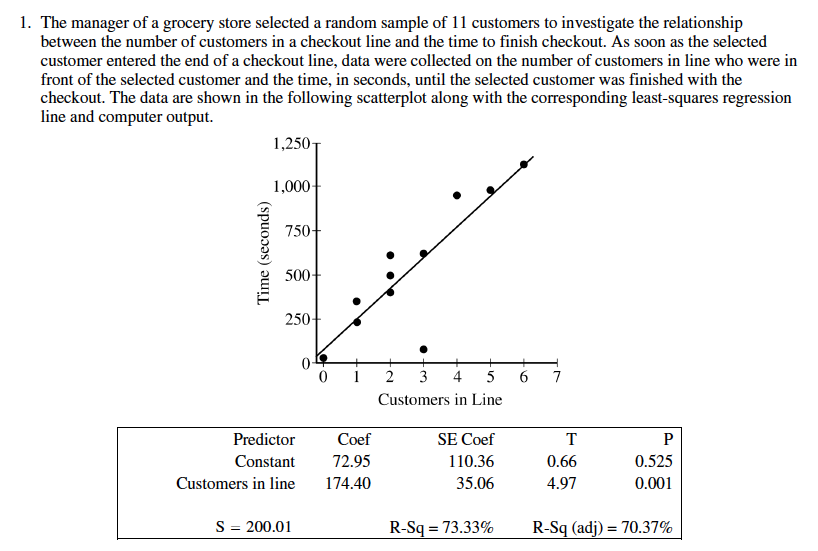 1. The manager of a grocery store selected a random sample of 11 customers to investigate the relationship
between the number of customers in a checkout line and the time to finish checkout. As soon as the selected
customer entered the end of a checkout line, data were collected on the number of customers in line who were in
front of the selected customer and the time, in seconds, until the selected customer was finished with the
checkout. The data are shown in the following scatterplot along with the corresponding least-squares regression
line and computer output.
1,250
1,000
750
500
250
0
Time (seconds)
0 1 2 3 4 5 6 7
Customers in Line
Predictor Coef SE Coef T P
Constant 72.95 110.36 0.66 0.525
Customers in line 174.40 35.06 4.97 0.001
S = 200.01 R-Sq = 73.33% R-Sq (adj) = 70.37%